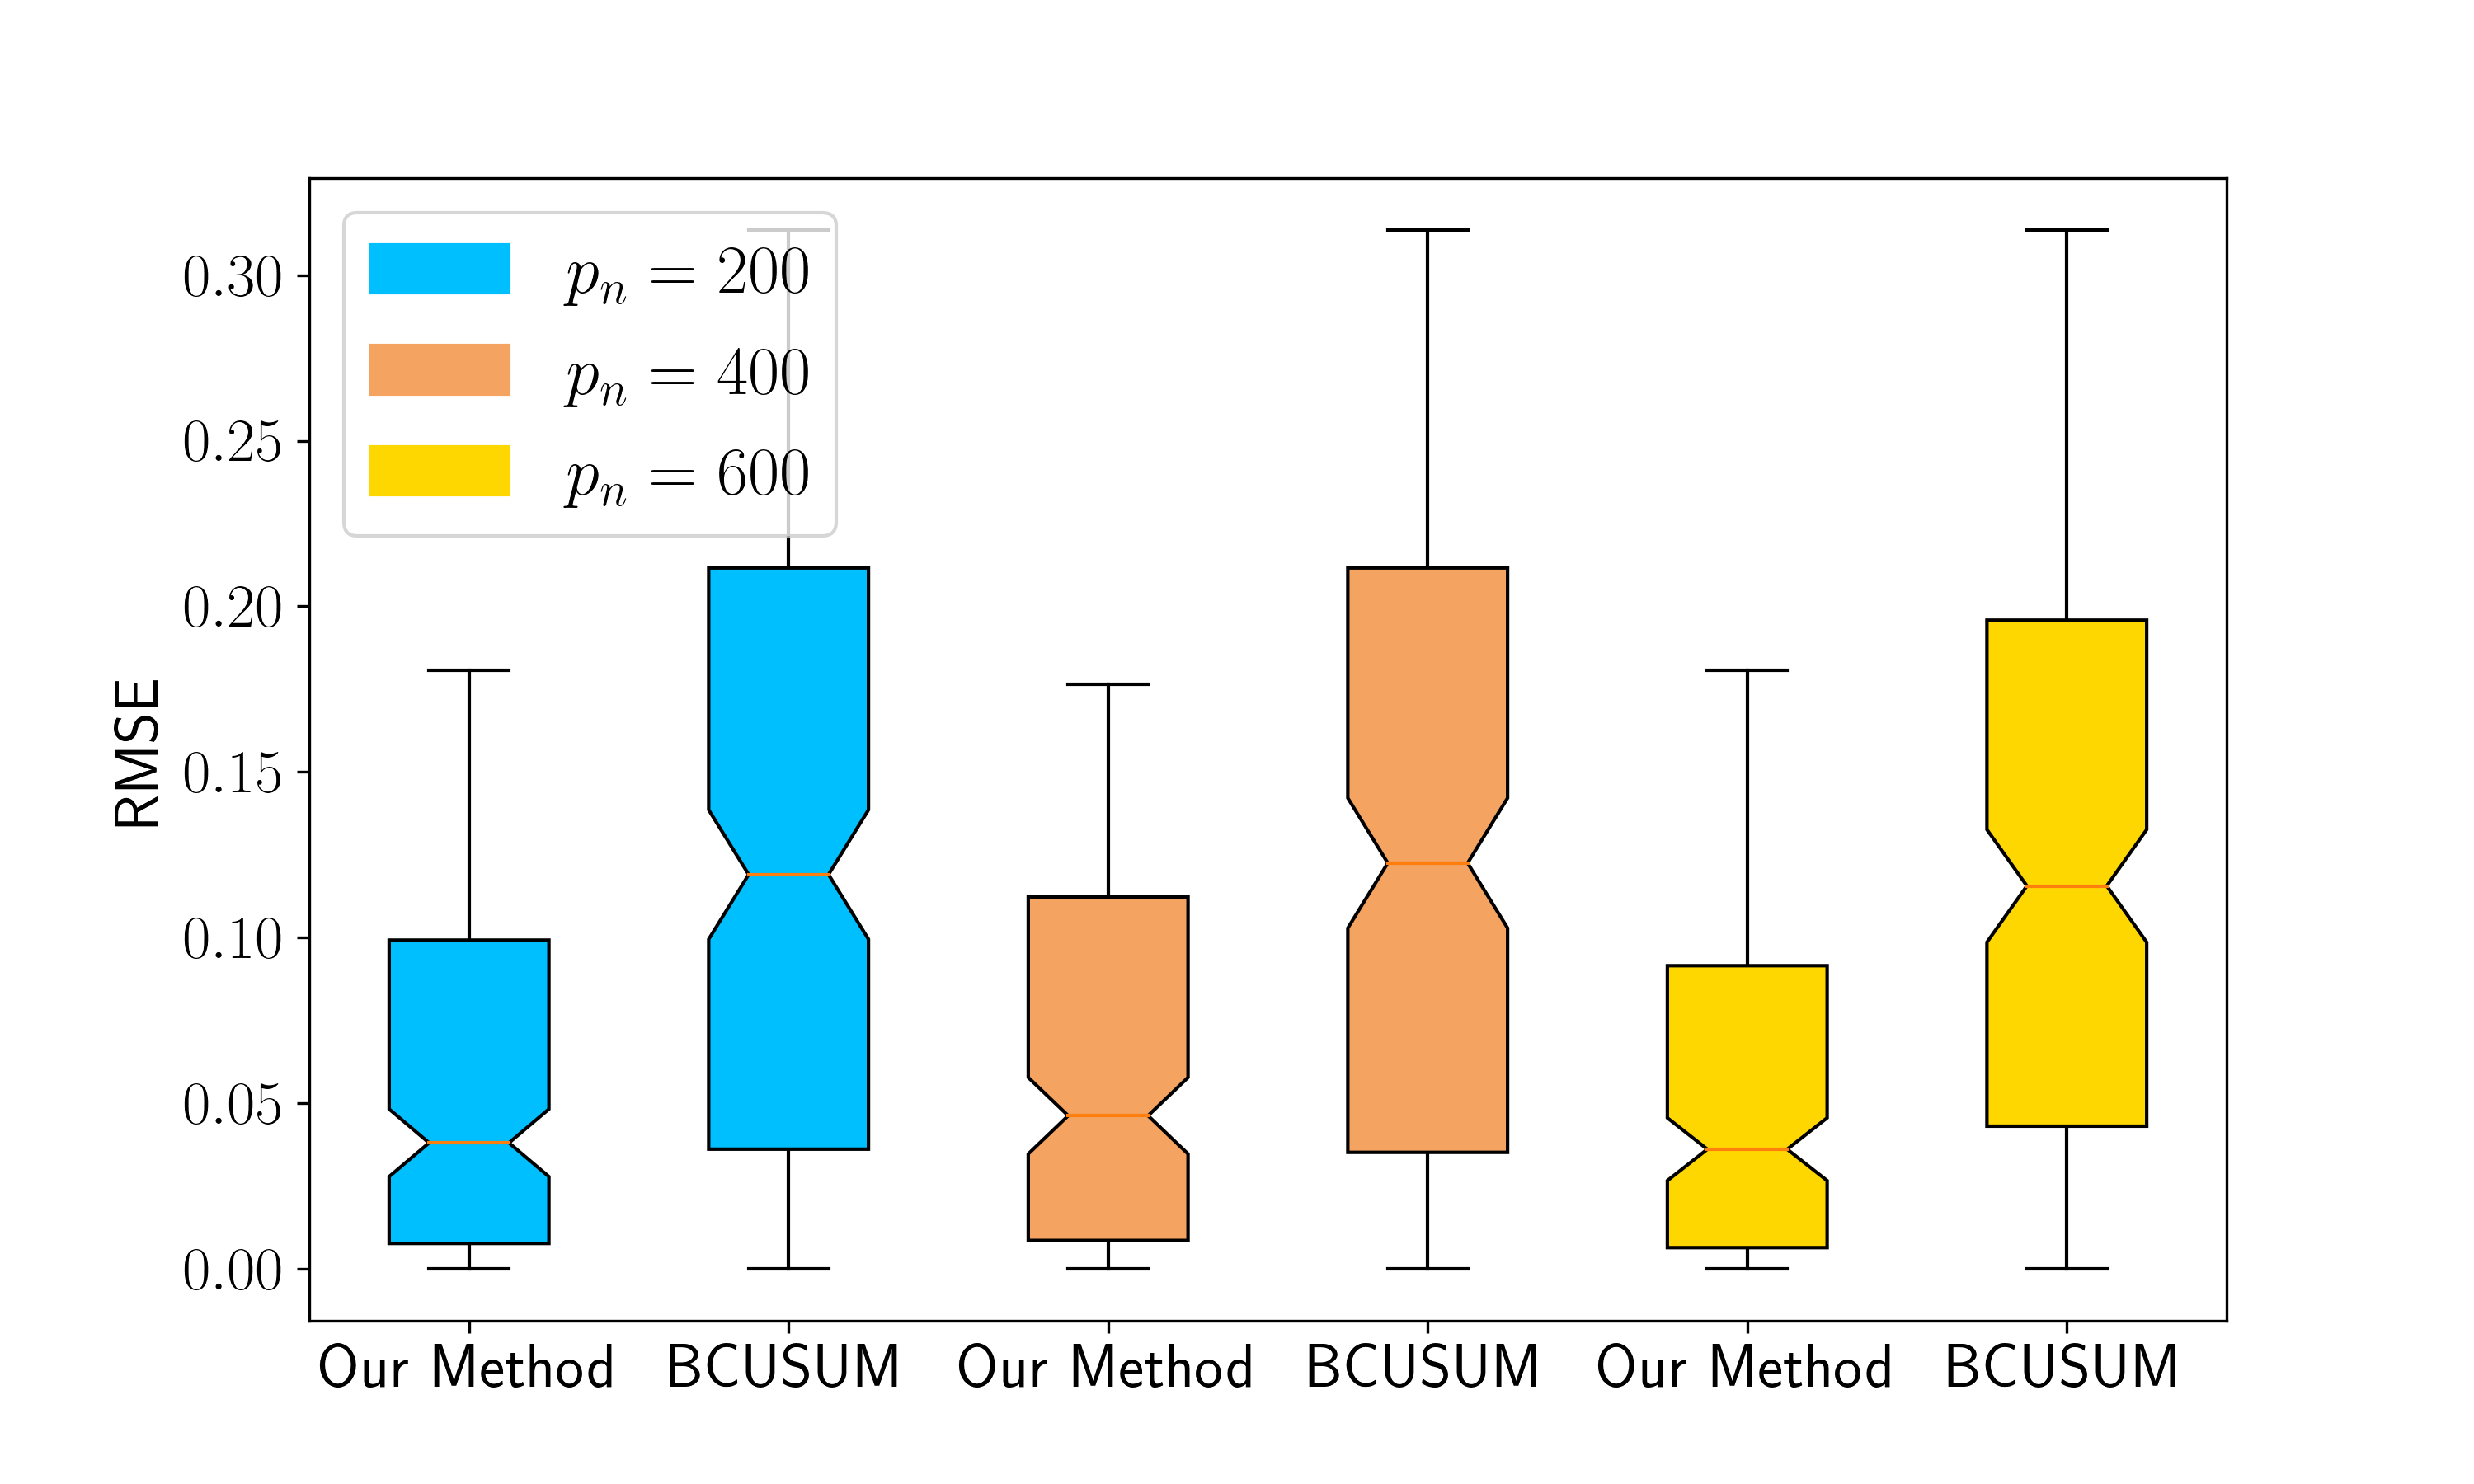 p_n = 200
p_n = 400
p_n = 600
0.30
0.25
0.20
0.15
0.10
0.05
0.00
RMSE
Our Method BCUSUM Our Method BCUSUM Our Method BCUSUM